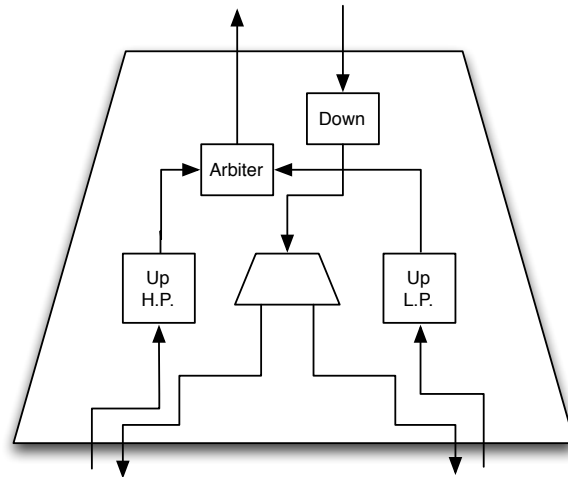 Down
Arbiter
Up
H.P.
Up
L.P.